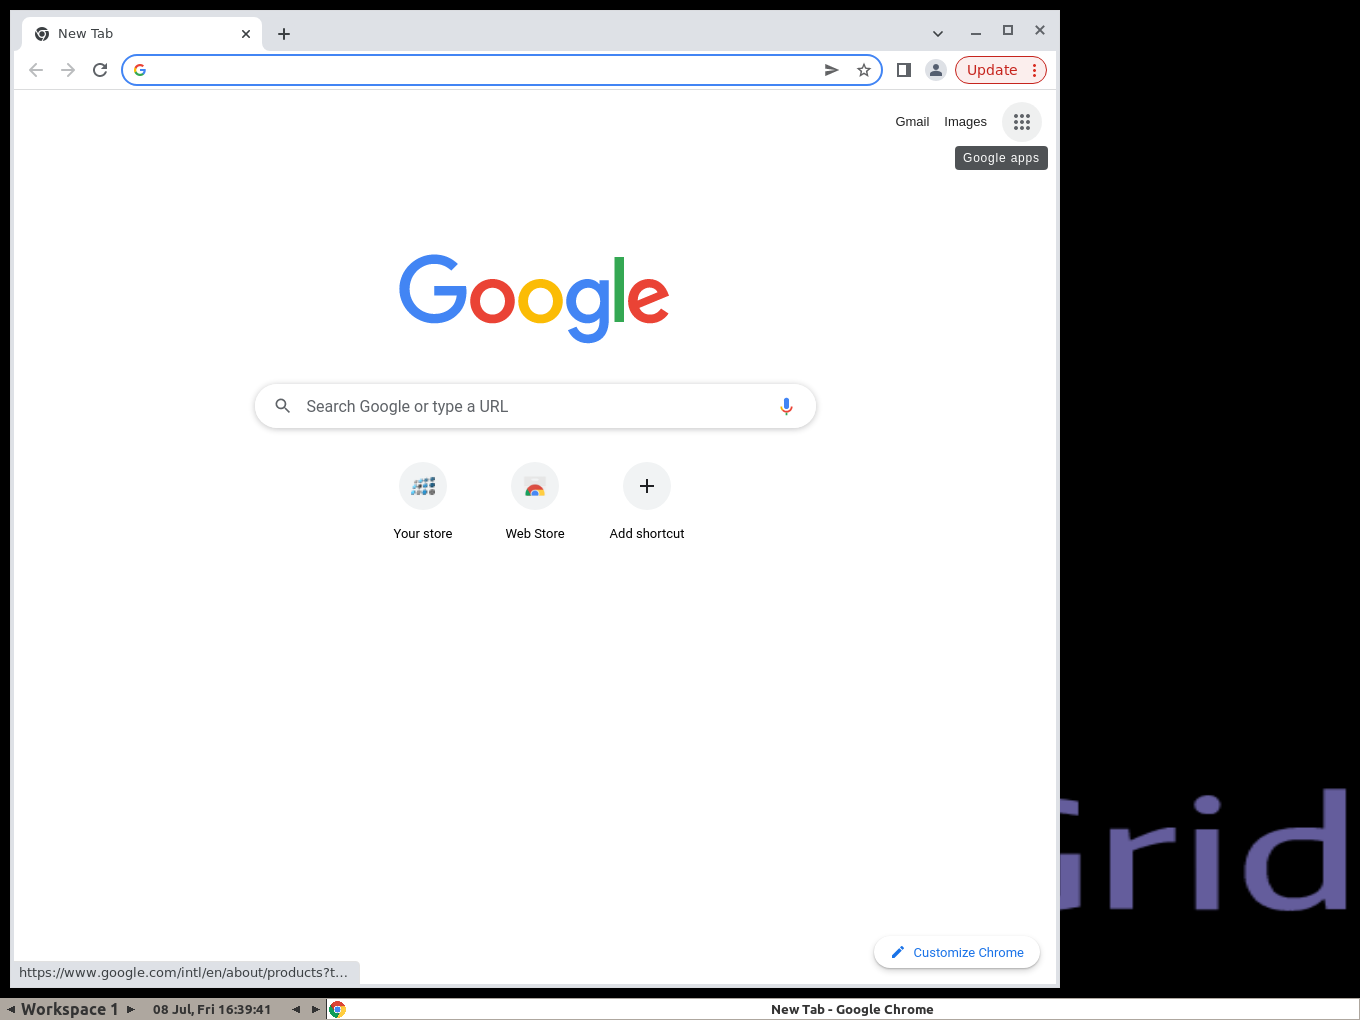 New Tab
Update
Gmail
Images
Google apps
Google
Search Google or type a URL
Your store
Web Store
Add shortcut
Grid
Customize Chrome
https://www.google.com/intl/en/about/products?t...
Workspace 1
08 Jul, Fri 16:39:41
New Tab - Google Chrome